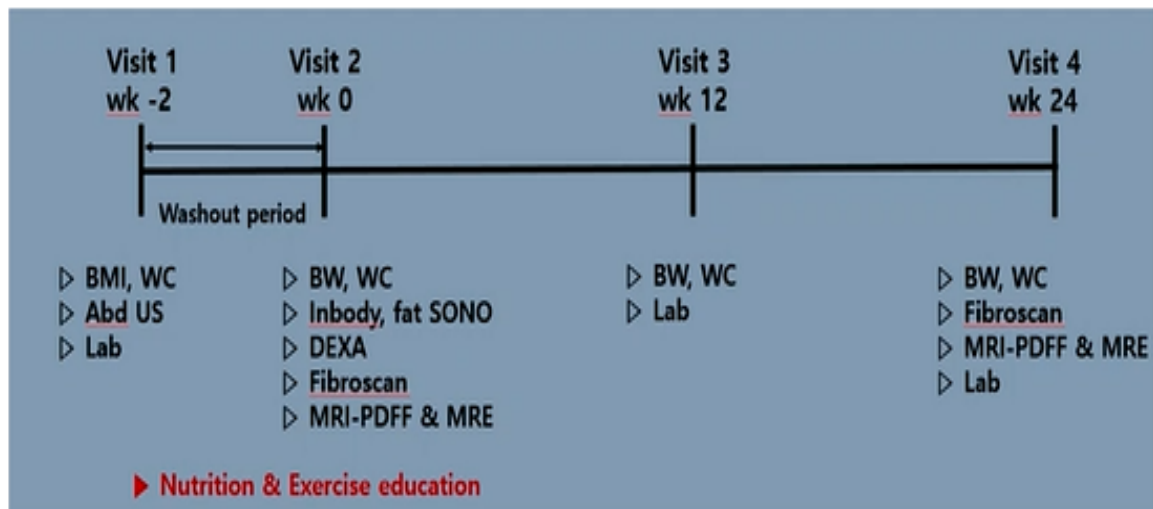 Visit 1 Visit 2 Visit 3 Visit 4
wk -2 wk 0 wk 12 wk 24
Washout period
▷ BMI, WC
▷ Abd US
▷ Lab
▷ BW, WC
▷ Inbody, fat SONO
▷ DEXA
▷ Fibroscan
▷ MRI-PDFF & MRE
▷ BW, WC
▷ Lab
▷ BW, WC
▷ Fibroscan
▷ MRI-PDFF & MRE
▷ Lab
▶ Nutrition & Exercise education